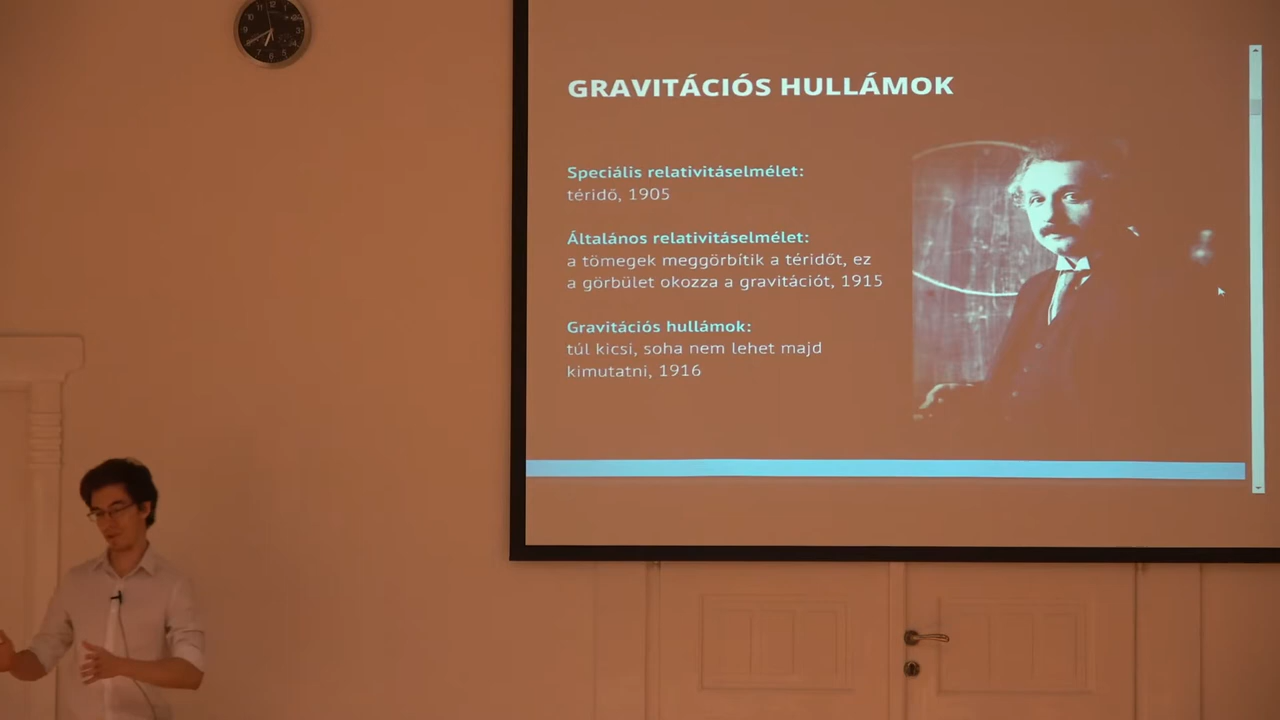 GRAVITÁCIÓS HULLÁMOK
Speciális relativitáselmélet:
téridő, 1905
Általános relativitáselmélet:
a tömegek meggörbítik a téridőt, ez
a görbület okozza a gravitációt, 1915
Gravitációs hullámok:
túl kicsi, soha nem lehet majd
kimutatni, 1916